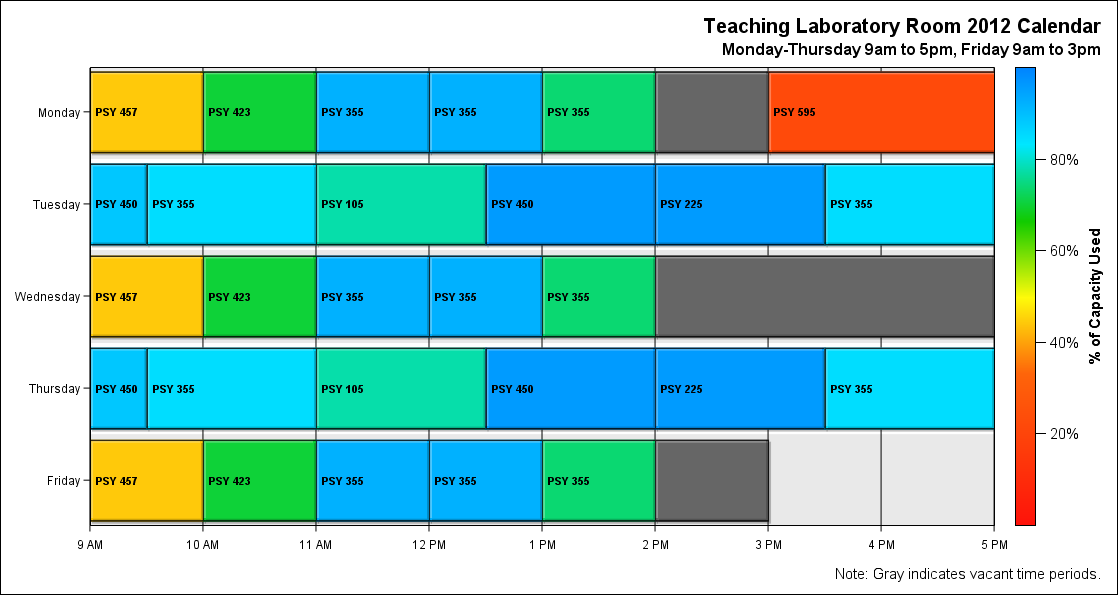 Teaching Laboratory Room 2012 Calendar
Monday-Thursday 9am to 5pm, Friday 9am to 3pm
Monday PSY 457 PSY 423 PSY 355 PSY 355 PSY 355 PSY 595
Tuesday PSY 450 PSY 355 PSY 105 PSY 450 PSY 225 PSY 355
Wednesday PSY 457 PSY 423 PSY 355 PSY 355 PSY 355
Thursday PSY 450 PSY 355 PSY 105 PSY 450 PSY 225 PSY 355
Friday PSY 457 PSY 423 PSY 355 PSY 355 PSY 355
9 AM 10 AM 11 AM 12 PM 1 PM 2 PM 3 PM 4 PM 5 PM
80%
60%
40%
20%
% of Capacity Used
Note: Gray indicates vacant time periods.